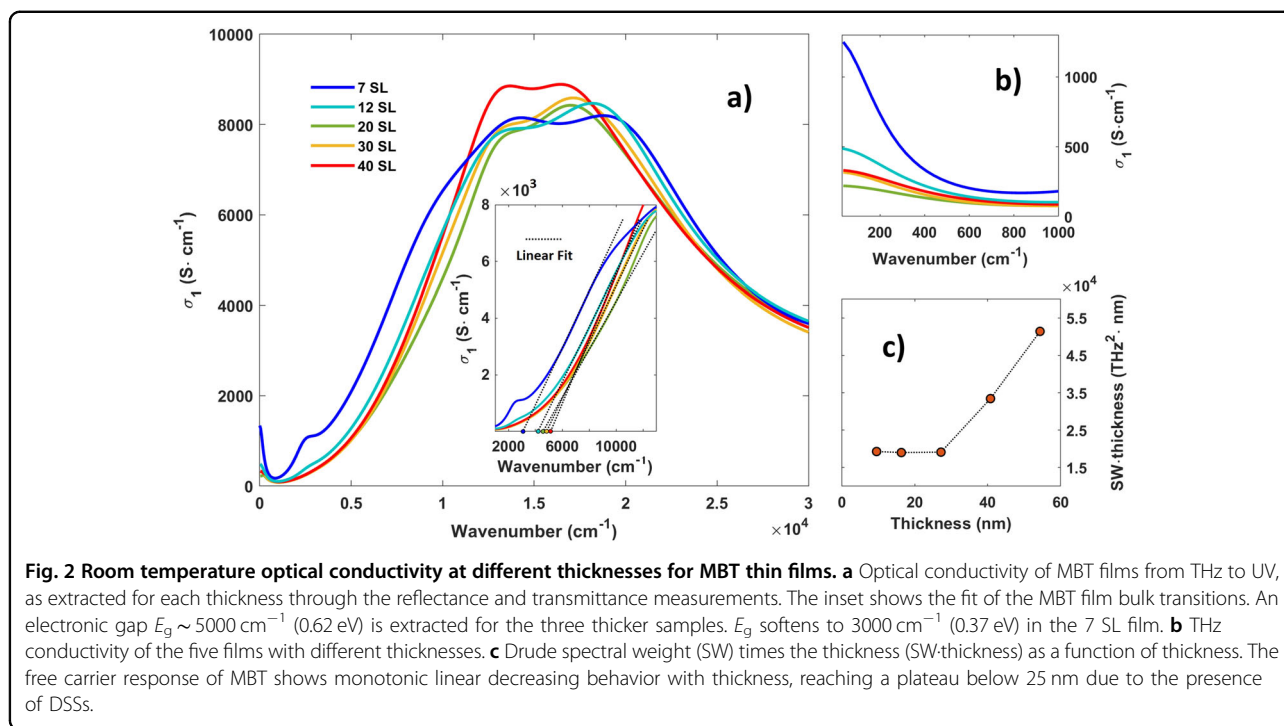 a)
10000
8000
6000
4000
2000
0
σ₁ (S· cm⁻¹)
7 SL
12 SL
20 SL
30 SL
40 SL
0
0.5
1
1.5
2
2.5
3
× 10⁴
Wavenumber (cm⁻¹)
× 10³
8
6
4
2
σ₁ (S· cm⁻¹)
Linear Fit
2000
6000
10000
Wavenumber (cm⁻¹)
b)
1000
500
0
σ₁ (S·cm⁻¹)
200
400
600
800
1000
Wavenumber (cm⁻¹)
c)
×10⁴
5.5
4.5
3.5
2.5
1.5
SW·thickness (THz²· nm)
0
20
40
60
Thickness (nm)
Fig. 2 Room temperature optical conductivity at different thicknesses for MBT thin films. a Optical conductivity of MBT films from THz to UV,
as extracted for each thickness through the reflectance and transmittance measurements. The inset shows the fit of the MBT film bulk transitions. An
electronic gap E_g ~ 5000 cm⁻¹ (0.62 eV) is extracted for the three thicker samples. E_g softens to 3000 cm⁻¹ (0.37 eV) in the 7 SL film. b THz
conductivity of the five films with different thicknesses. c Drude spectral weight (SW) times the thickness (SW·thickness) as a function of thickness. The
free carrier response of MBT shows monotonic linear decreasing behavior with thickness, reaching a plateau below 25 nm due to the presence
of DSSs.